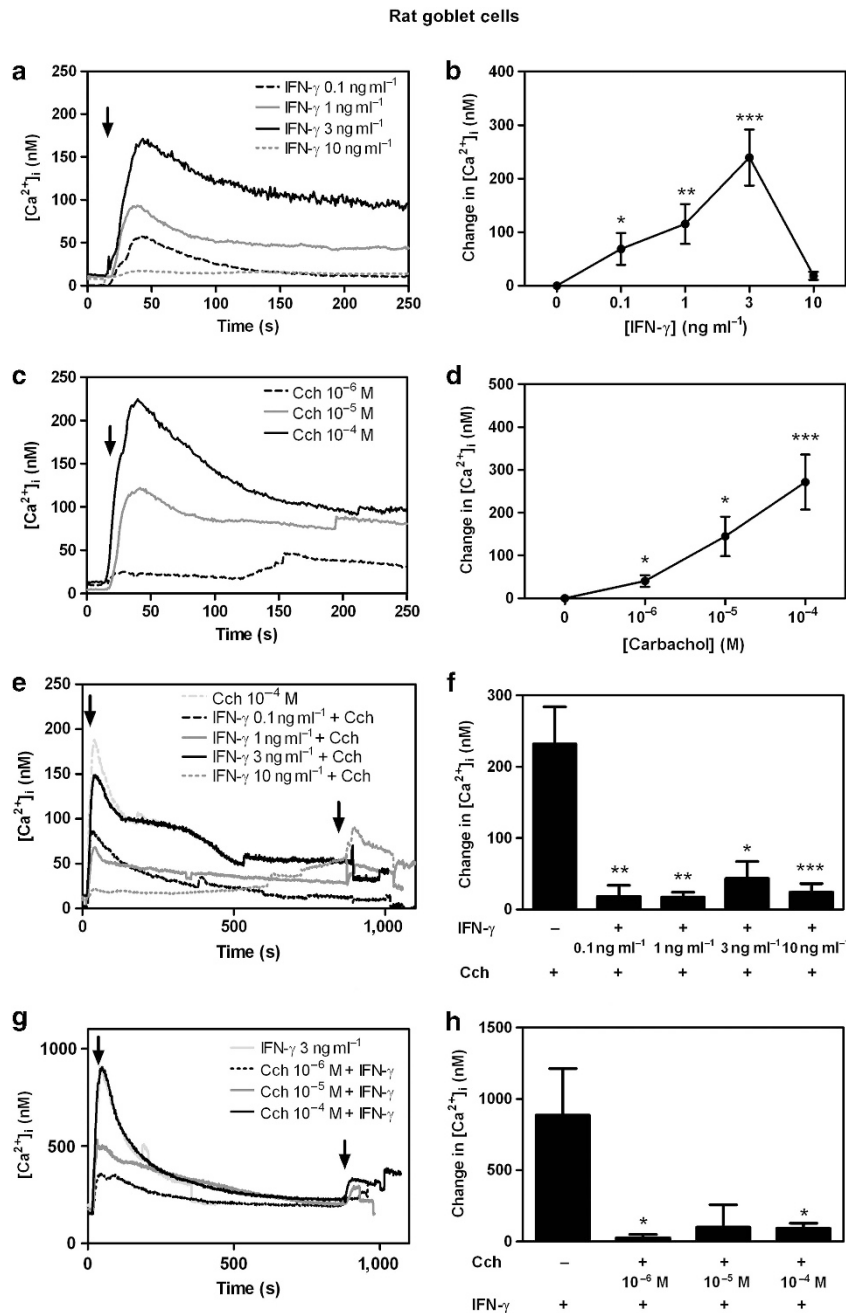 Rat goblet cells
a
250
200
150
100
50
0
[Ca²⁺]ᵢ (nM)
IFN-γ 0.1 ng ml⁻¹
IFN-γ 1 ng ml⁻¹
IFN-γ 3 ng ml⁻¹
IFN-γ 10 ng ml⁻¹
0 50 100 150 200 250
Time (s)
b
400
300
200
100
0
Change in [Ca²⁺]ᵢ (nM)
* ** ***
0 0.1 1 3 10
[IFN-γ] (ng ml⁻¹)
c
250
200
150
100
50
0
[Ca²⁺]ᵢ (nM)
Cch 10⁻⁶ M
Cch 10⁻⁵ M
Cch 10⁻⁴ M
0 50 100 150 200 250
Time (s)
d
500
400
300
200
100
0
Change in [Ca²⁺]ᵢ (nM)
* * ***
0 10⁻⁶ 10⁻⁵ 10⁻⁴
[Carbachol] (M)
e
250
200
150
100
50
0
[Ca²⁺]ᵢ (nM)
Cch 10⁻⁴ M
IFN-γ 0.1 ng ml⁻¹ + Cch
IFN-γ 1 ng ml⁻¹ + Cch
IFN-γ 3 ng ml⁻¹ + Cch
IFN-γ 10 ng ml⁻¹ + Cch
0 500 1,000
Time (s)
f
300
200
100
0
Change in [Ca²⁺]ᵢ (nM)
** ** * ***
IFN-γ – + + + +
0.1 ng ml⁻¹ 1 ng ml⁻¹ 3 ng ml⁻¹ 10 ng ml⁻¹
Cch + + + + +
g
1000
500
0
[Ca²⁺]ᵢ (nM)
IFN-γ 3 ng ml⁻¹
Cch 10⁻⁶ M + IFN-γ
Cch 10⁻⁵ M + IFN-γ
Cch 10⁻⁴ M + IFN-γ
0 500 1,000
Time (s)
h
1500
1000
500
0
Change in [Ca²⁺]ᵢ (nM)
* *
Cch – + + +
10⁻⁶ M 10⁻⁵ M 10⁻⁴ M
IFN-γ + + + +